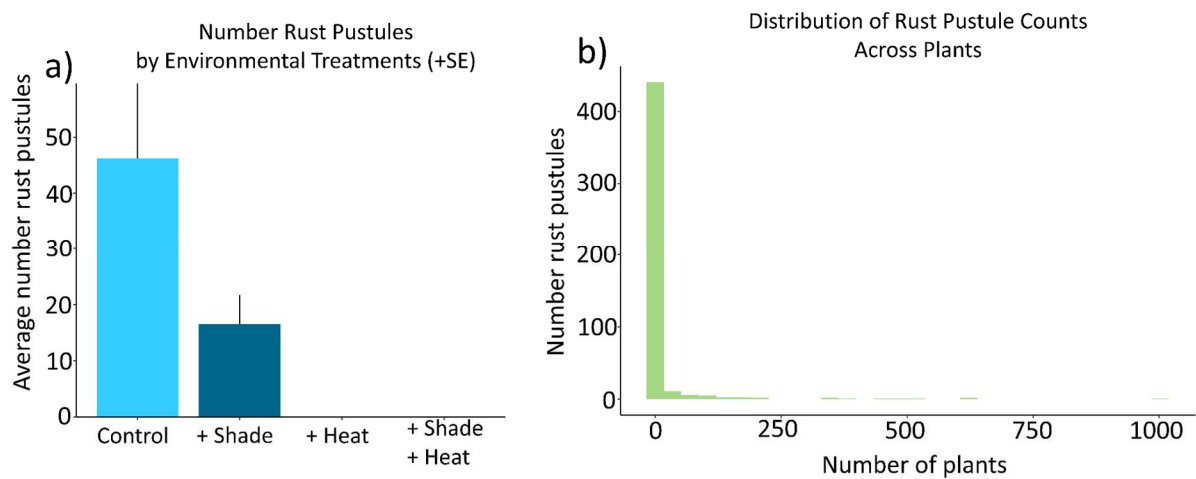 a)
Number Rust Pustules
by Environmental Treatments (+SE)
Average number rust pustules
50
40
30
20
10
0
Control
+ Shade
+ Heat
+ Shade
+ Heat
b)
Distribution of Rust Pustule Counts
Across Plants
Number rust pustules
400
300
200
100
0
0
250
500
750
1000
Number of plants